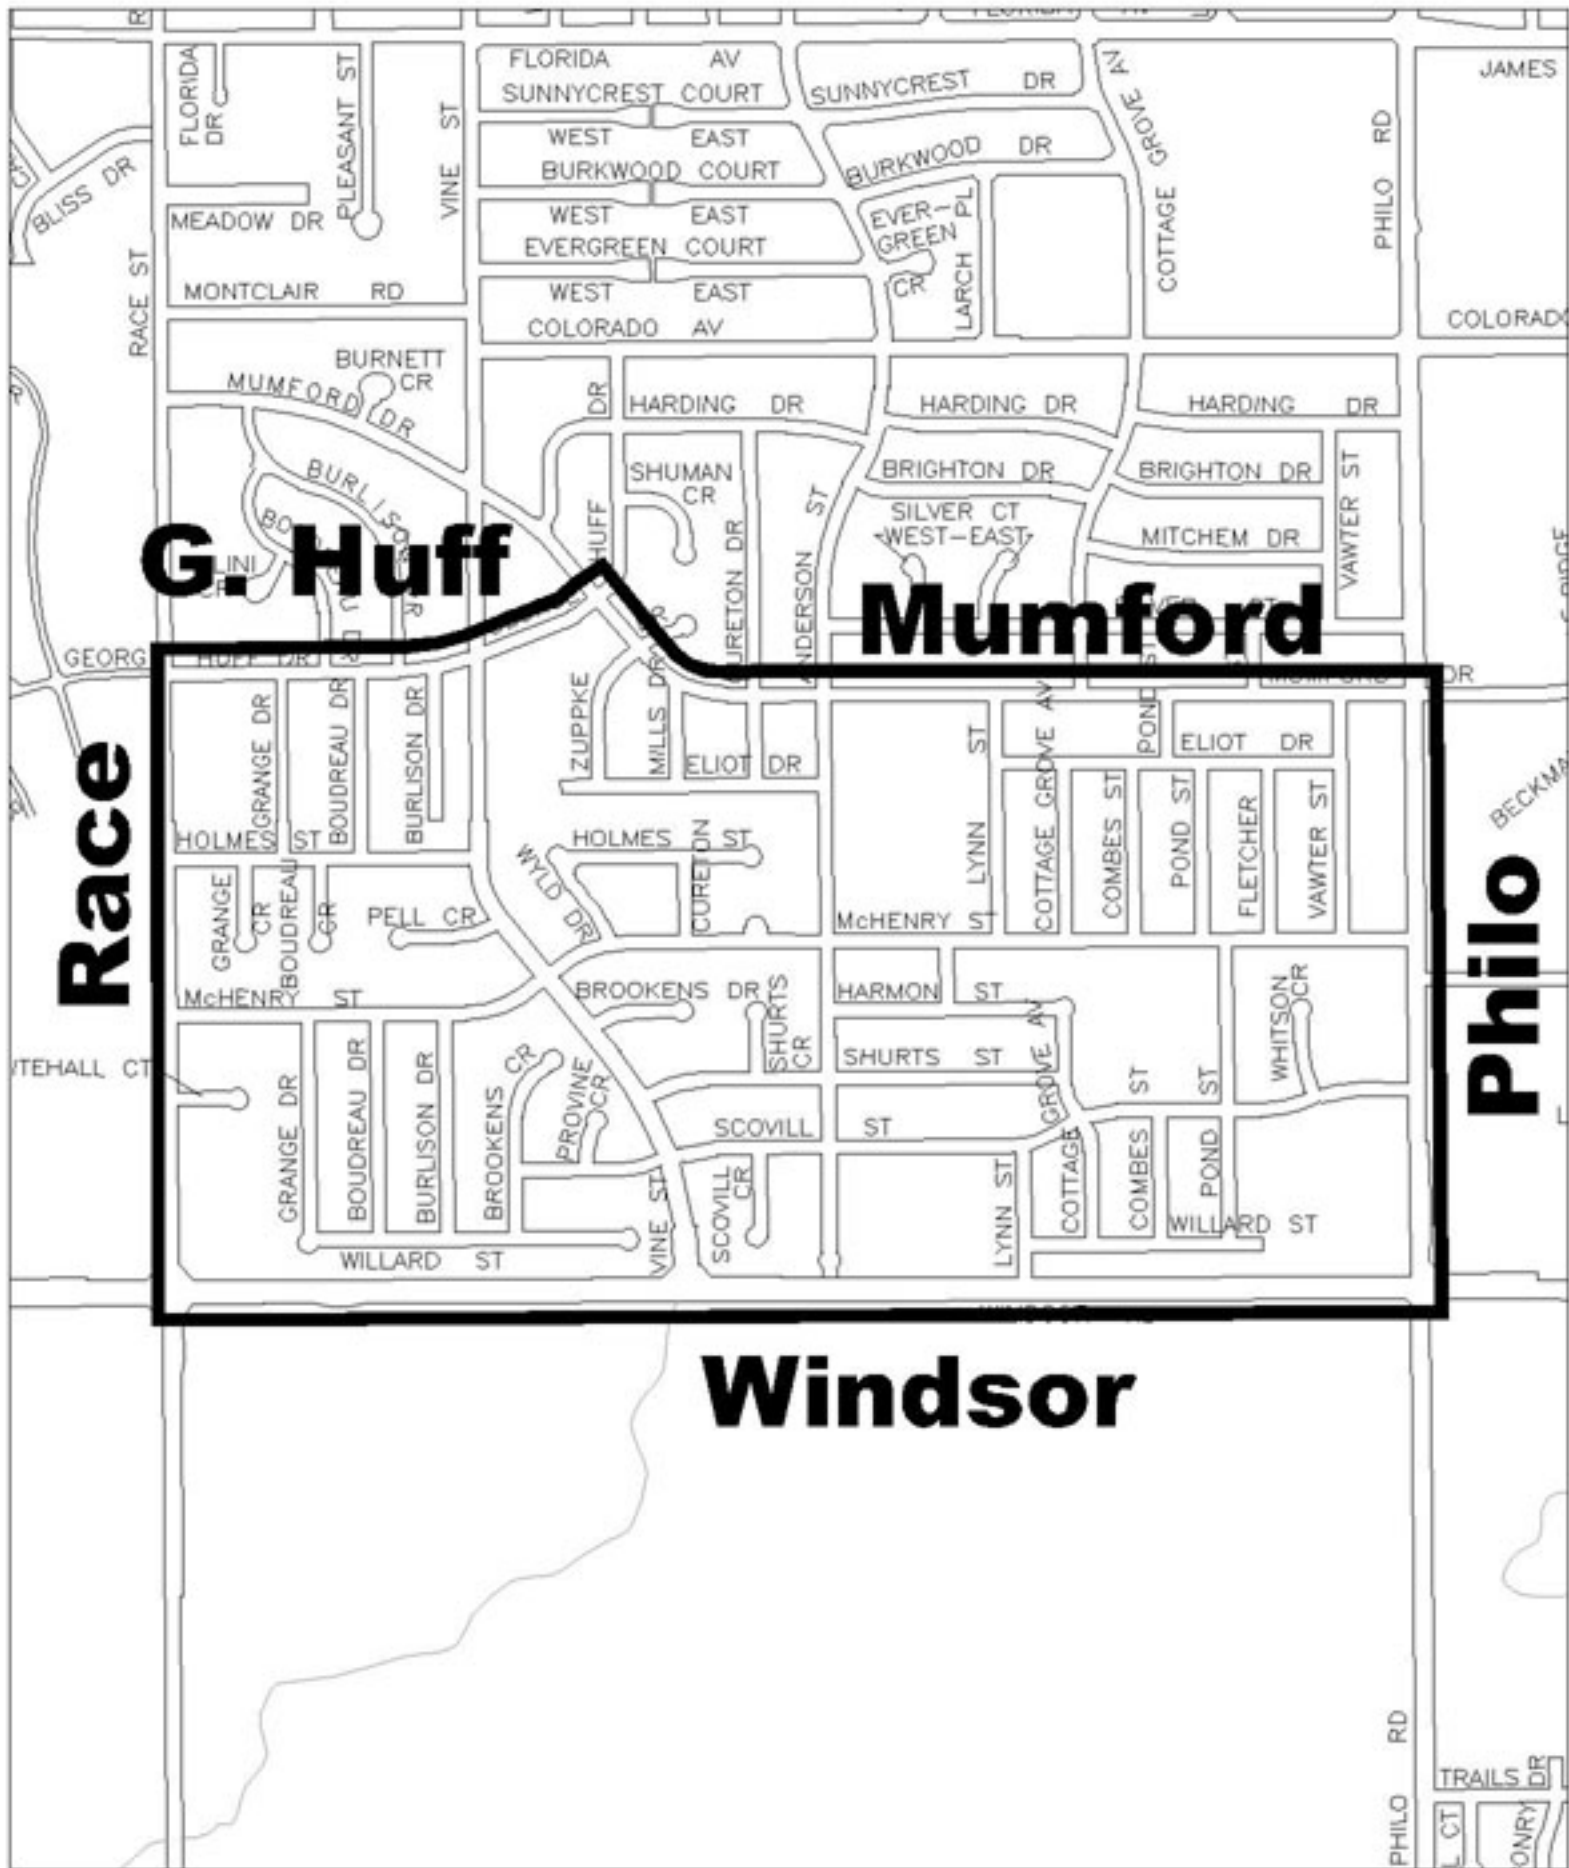 FLORIDA AV
JAMES
SUNNYCREST COURT
SUNNYCREST DR
FLORIDA DR
PLEASANT ST
VINE ST
COTTAGE GROVE AV
PHILO RD
WEST EAST
BURKWOOD COURT
BURKWOOD DR
BLISS DR
MEADOW DR
WEST EAST
EVERGREEN COURT
EVER-
GREEN
CR
LARCH PL
COTTAGE GROVE
RACE ST
MONTCLAIR RD
WEST EAST
COLORADO AV
BURNETT
CR
MUMFORD DR
DR
HARDING DR
HARDING DR
HARDING DR
BURLISON DR
SHUMAN
CR
BRIGHTON DR
BRIGHTON DR
VAWTER ST
HUFF
CURETON DR
ANDERSON ST
SILVER CT
WEST-EAST
MITCHEM DR
G. Huff
Mumford
HUFF DR
DR
Race
GRANGE DR
BOUDREAU DR
BURLISON DR
ZUPPKE
MILLS DR
ELIOT DR
LYNN ST
COTTAGE GROVE AV
POND ST
ELIOT DR
COMBES ST
POND ST
FLETCHER
VAWTER ST
HOLMES ST
HOLMES ST
WYLD DR
CURETON
Philo
GRANGE CR
BOUDREAU CR
PELL CR
McHENRY ST
McHENRY ST
BROOKENS DR
SHURTS CR
HARMON ST
WHITSON CR
SHURTS ST
GRANGE DR
BOUDREAU DR
BURLISON DR
BROOKENS CR
PROVINE CR
SCOVILL ST
COTTAGE GROVE AV
COMBES ST
POND ST
SCOVILL CR
VINE ST
LYNN ST
WILLARD ST
WILLARD ST
Windsor
PHILO RD
TRAILS DR
PHILO